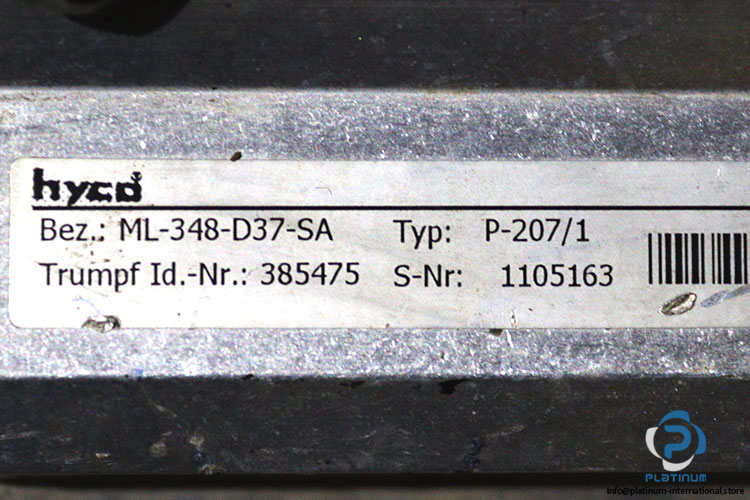 hyco
Bez.: ML-348-D37-SA Typ: P-207/1
Trumpf Id.-Nr.: 385475 S-Nr: 1105163
PLATINUM
info@platinum-international.store